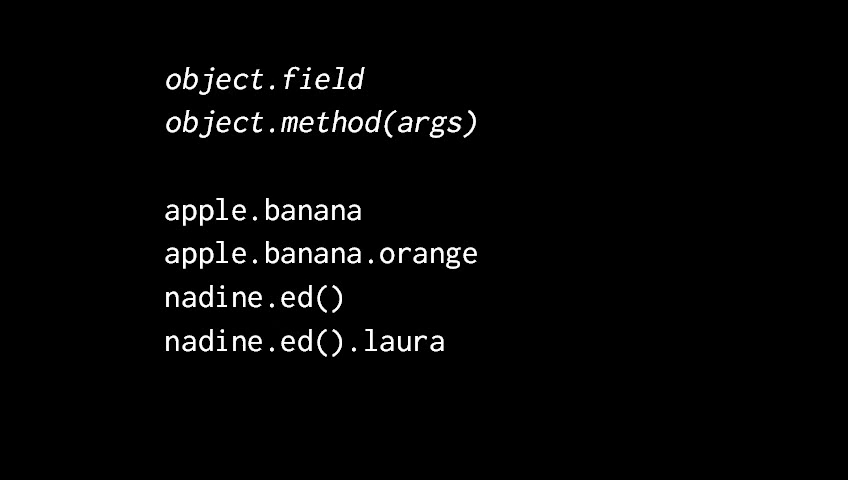 object.field
object.method(args)
apple.banana
apple.banana.orange
nadine.ed()
nadine.ed().laura